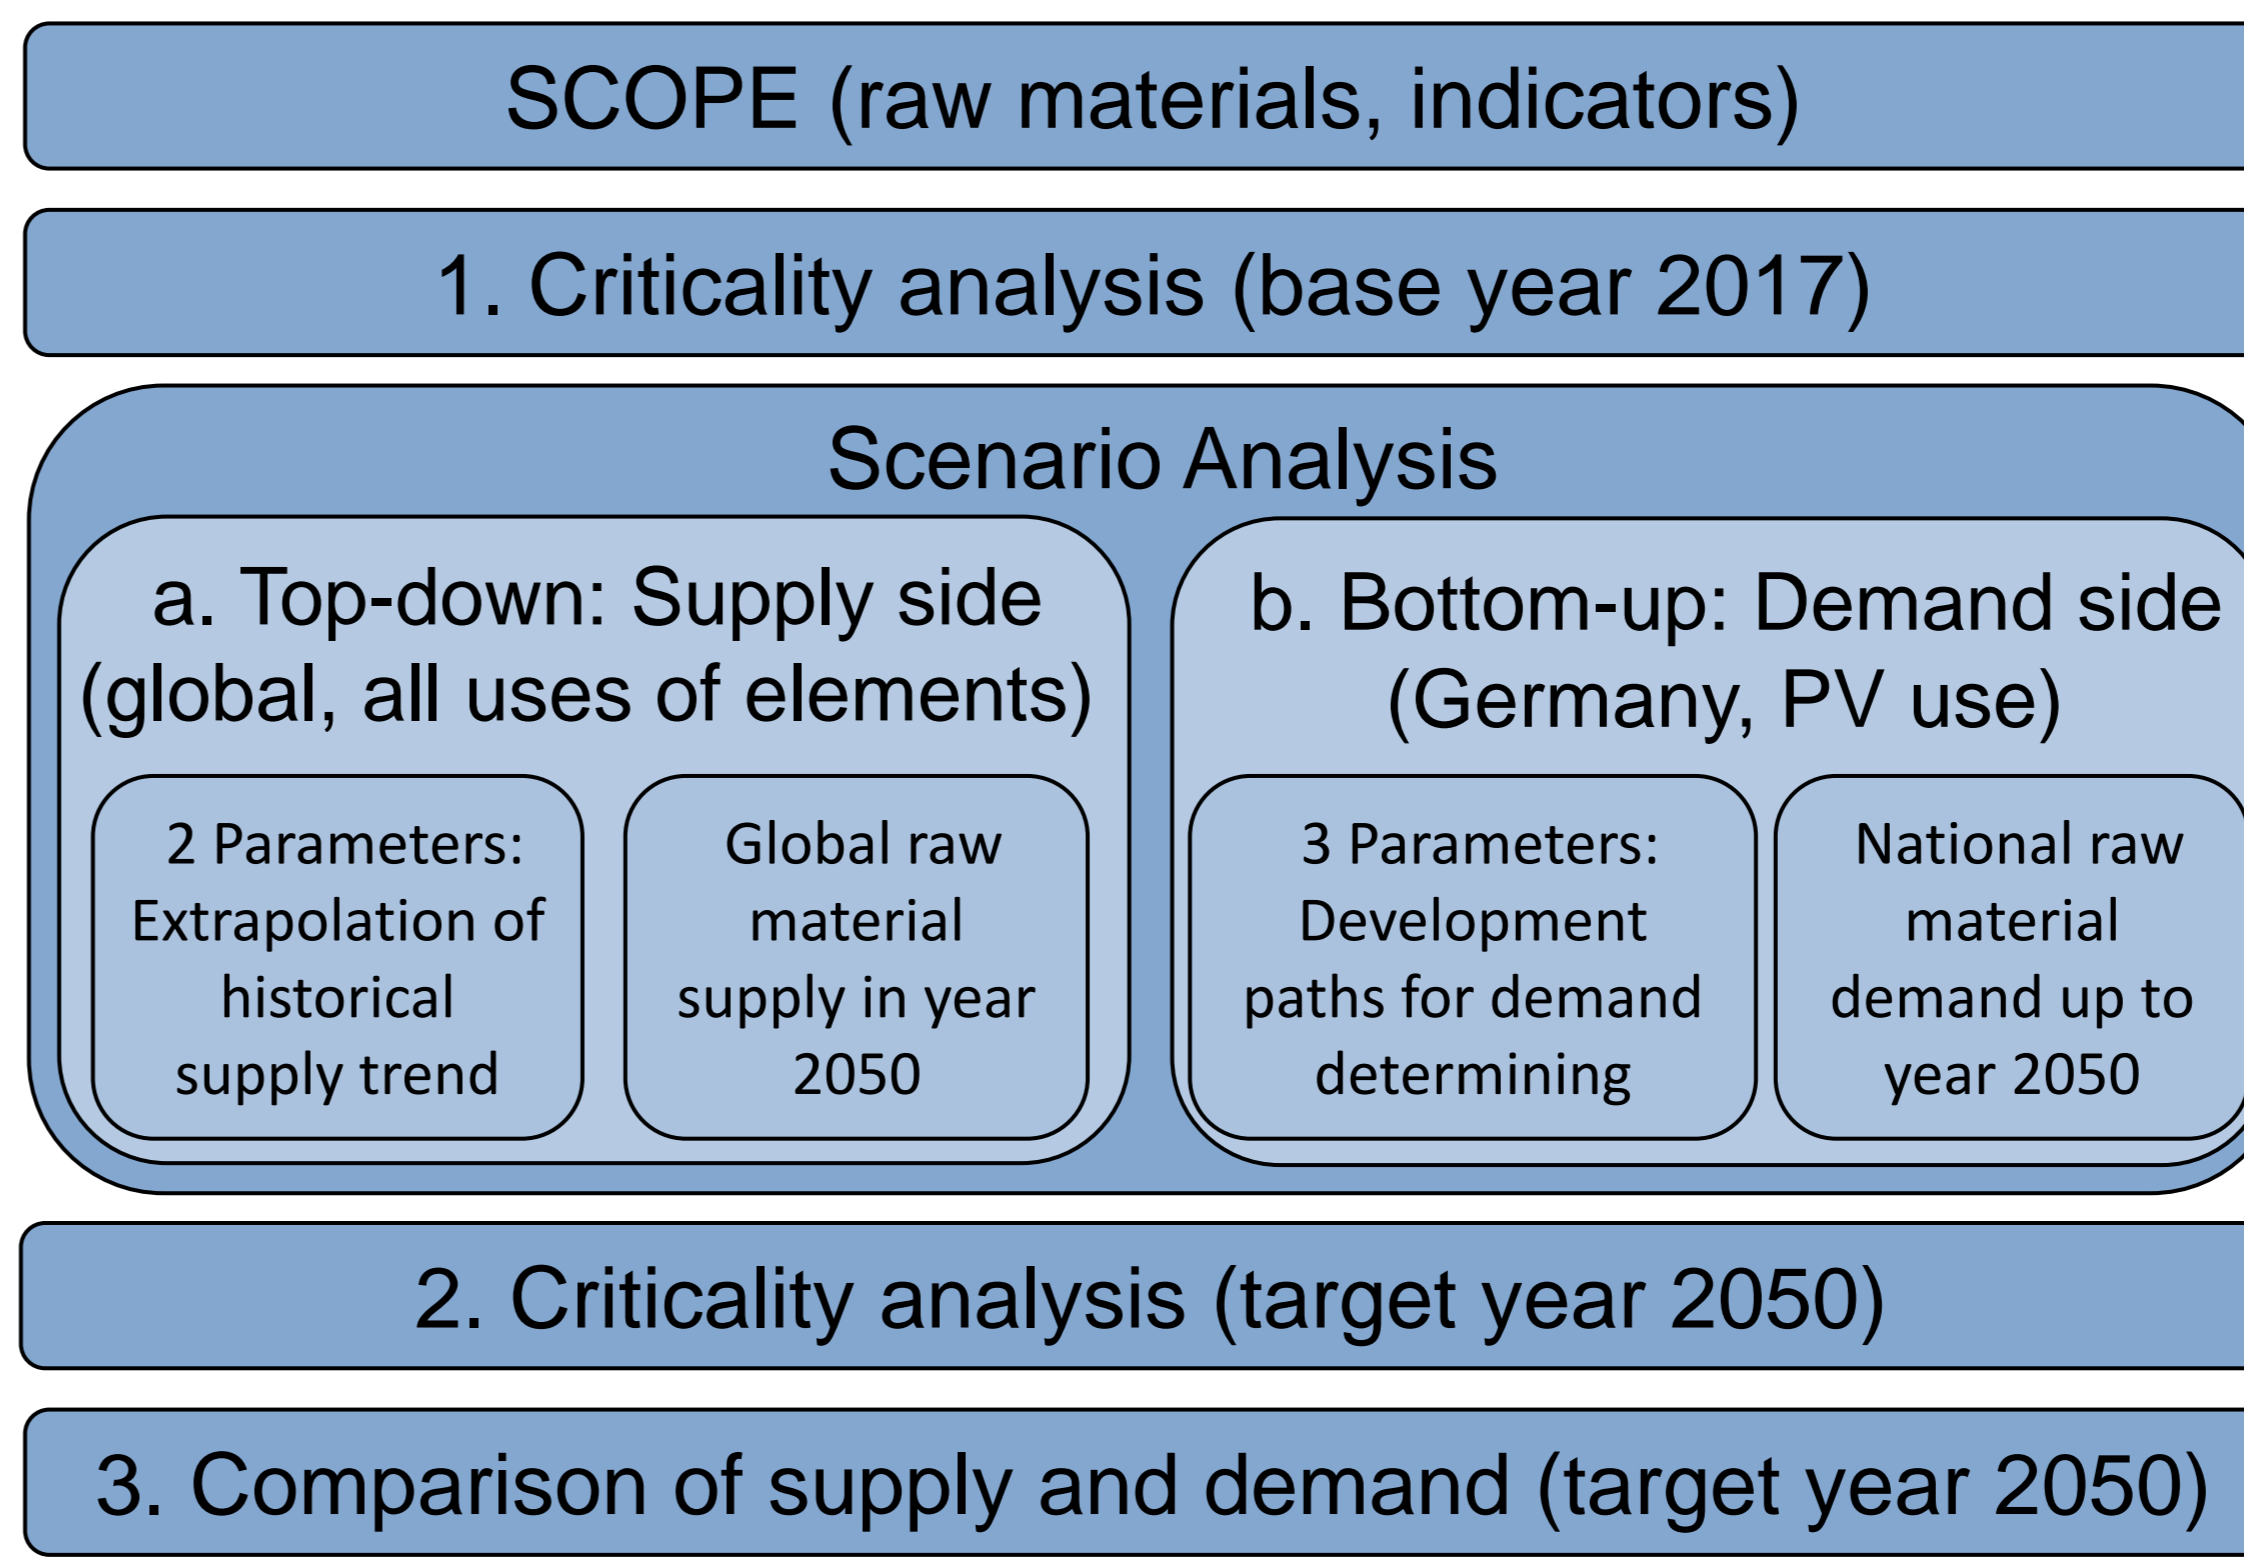 SCOPE (raw materials, indicators)
1. Criticality analysis (base year 2017)
Scenario Analysis
a. Top-down: Supply side
(global, all uses of elements)
2 Parameters:
Extrapolation of
historical
supply trend
Global raw
material
supply in year
2050
b. Bottom-up: Demand side
(Germany, PV use)
3 Parameters:
Development
paths for demand
determining
National raw
material
demand up to
year 2050
2. Criticality analysis (target year 2050)
3. Comparison of supply and demand (target year 2050)